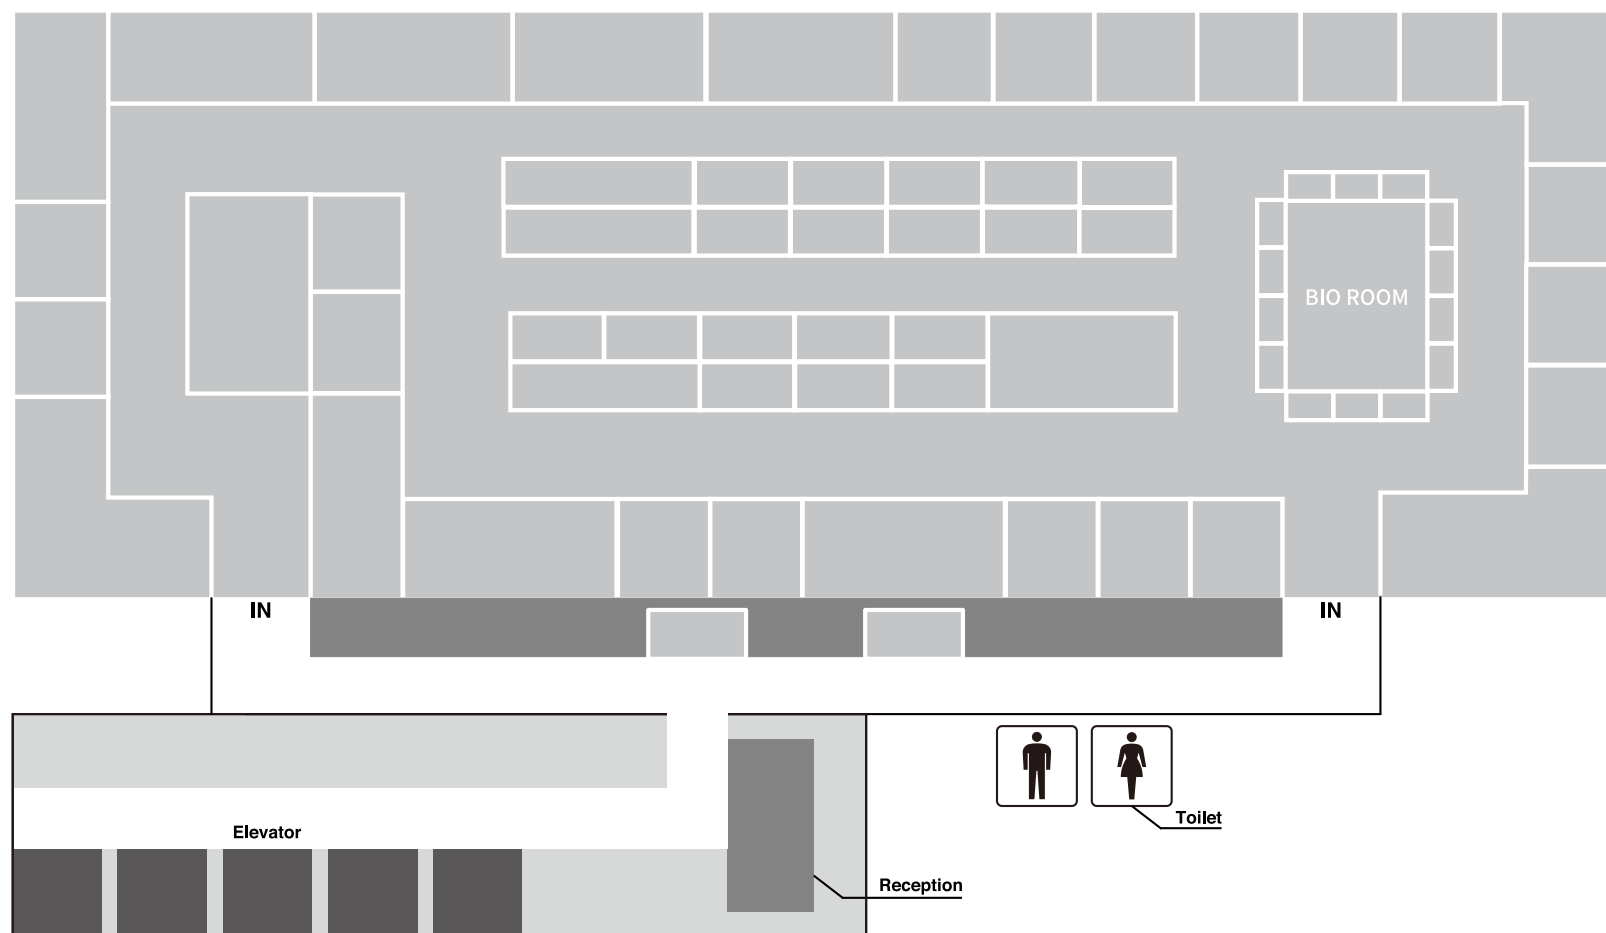 BIO ROOM
IN
IN
Elevator
Toilet
Reception